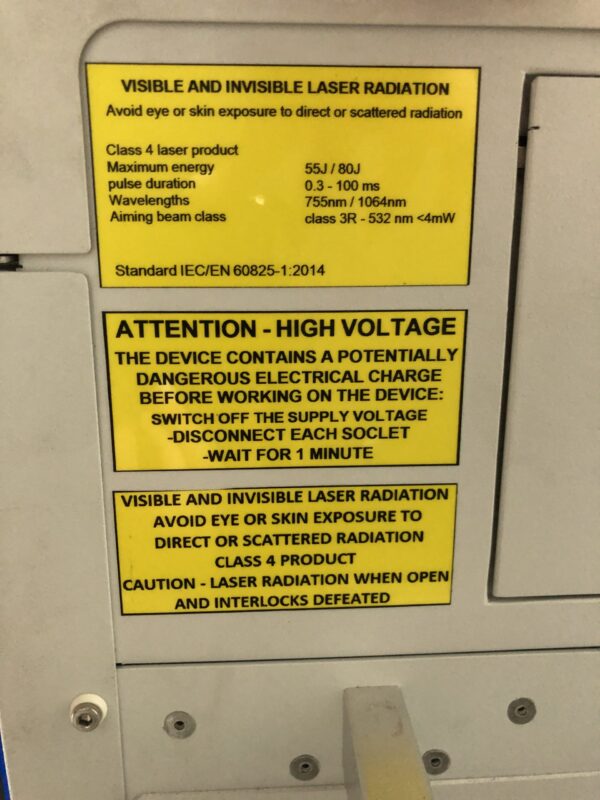 VISIBLE AND INVISIBLE LASER RADIATION
Avoid eye or skin exposure to direct or scattered radiation
Class 4 laser product
Maximum energy 55J / 80J
pulse duration 0.3 - 100 ms
Wavelengths 755nm / 1064nm
Aiming beam class class 3R - 532 nm <4mW
Standard IEC/EN 60825-1:2014
ATTENTION - HIGH VOLTAGE
THE DEVICE CONTAINS A POTENTIALLY
DANGEROUS ELECTRICAL CHARGE
BEFORE WORKING ON THE DEVICE:
SWITCH OFF THE SUPPLY VOLTAGE
-DISCONNECT EACH SOCLET
-WAIT FOR 1 MINUTE
VISIBLE AND INVISIBLE LASER RADIATION
AVOID EYE OR SKIN EXPOSURE TO
DIRECT OR SCATTERED RADIATION
CLASS 4 PRODUCT
CAUTION - LASER RADIATION WHEN OPEN
AND INTERLOCKS DEFEATED